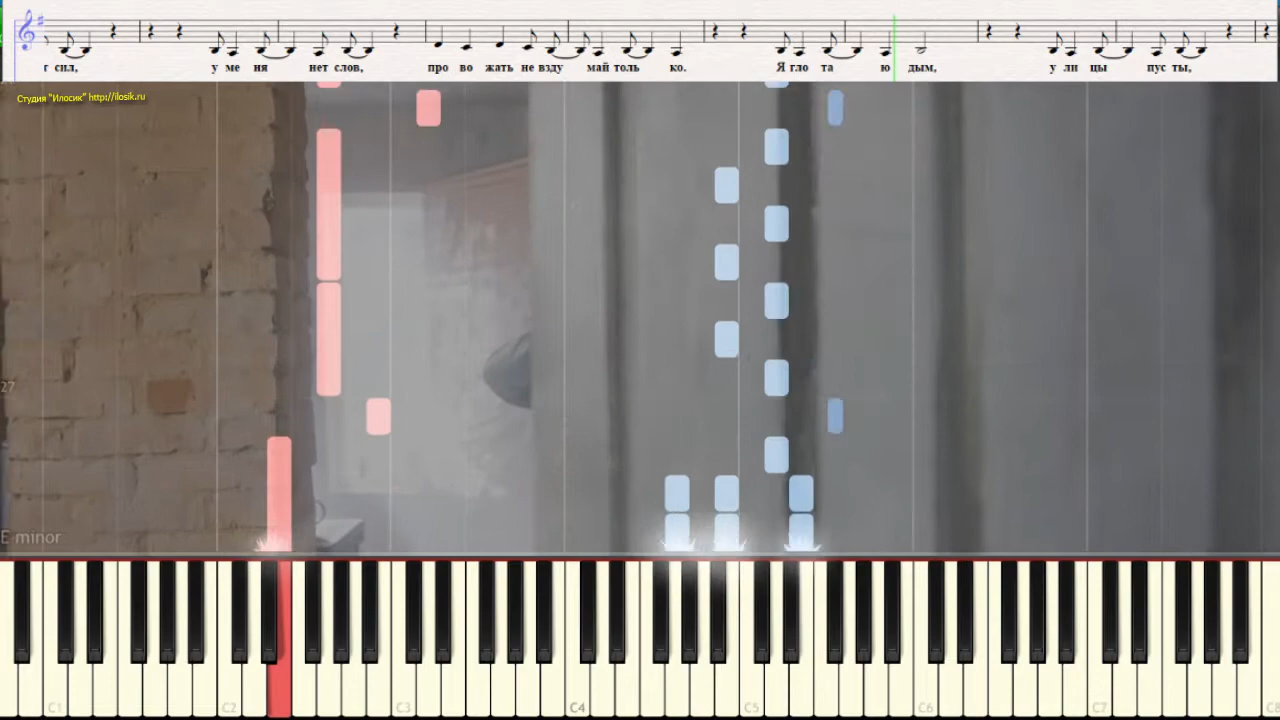 г сил, у ме ня нет слов, про во жать не взду май толь ко. Я гло та ю дым, у ли цы пус ты,
Студия "Илосик" http://ilosik.ru
27
E minor
C1 C2 C3 C4 C5 C6 C7 C8